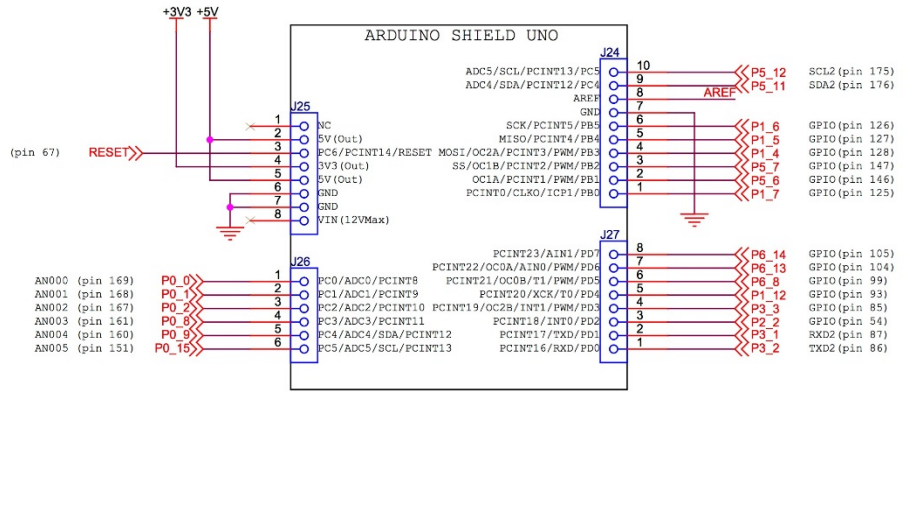 +3V3 +5V
ARDUINO SHIELD UNO
J24
ADC5/SCL/PCINT13/PC5 10 P5_12 SCL2(pin 175)
ADC4/SDA/PCINT12/PC4 9 P5_11 SDA2(pin 176)
AREF 8 AREF
GND 7
SCK/PCINT5/PB5 6 P1_6 GPIO(pin 126)
MISO/PCINT4/PB4 5 P1_5 GPIO(pin 127)
MOSI/OC2A/PCINT3/PWM/PB3 4 P1_4 GPIO(pin 128)
SS/OC1B/PCINT2/PWM/PB2 3 P5_7 GPIO(pin 147)
OC1A/PCINT1/PWM/PB1 2 P5_6 GPIO(pin 146)
PCINT0/CLKO/ICP1/PB0 1 P1_7 GPIO(pin 125)
J25
1 NC
2 5V(Out)
(pin 67) RESET 3 PC6/PCINT14/RESET
4 3V3(Out)
5 5V(Out)
6 GND
7 GND
8 VIN(12VMax)
J27
PCINT23/AIN1/PD7 8 P6_14 GPIO(pin 105)
PCINT22/OC0A/AIN0/PWM/PD6 7 P6_13 GPIO(pin 104)
PCINT21/OC0B/T1/PWM/PD5 6 P6_8 GPIO(pin 99)
PCINT20/XCK/T0/PD4 5 P1_12 GPIO(pin 93)
PCINT19/OC2B/INT1/PWM/PD3 4 P3_3 GPIO(pin 85)
PCINT18/INT0/PD2 3 P2_2 GPIO(pin 54)
PCINT17/TXD/PD1 2 P3_1 RXD2(pin 87)
PCINT16/RXD/PD0 1 P3_2 TXD2(pin 86)
J26
AN000 (pin 169) P0_0 1 PC0/ADC0/PCINT8
AN001 (pin 168) P0_1 2 PC1/ADC1/PCINT9
AN002 (pin 167) P0_2 3 PC2/ADC2/PCINT10
AN003 (pin 161) P0_8 4 PC3/ADC3/PCINT11
AN004 (pin 160) P0_9 5 PC4/ADC4/SDA/PCINT12
AN005 (pin 151) P0_15 6 PC5/ADC5/SCL/PCINT13